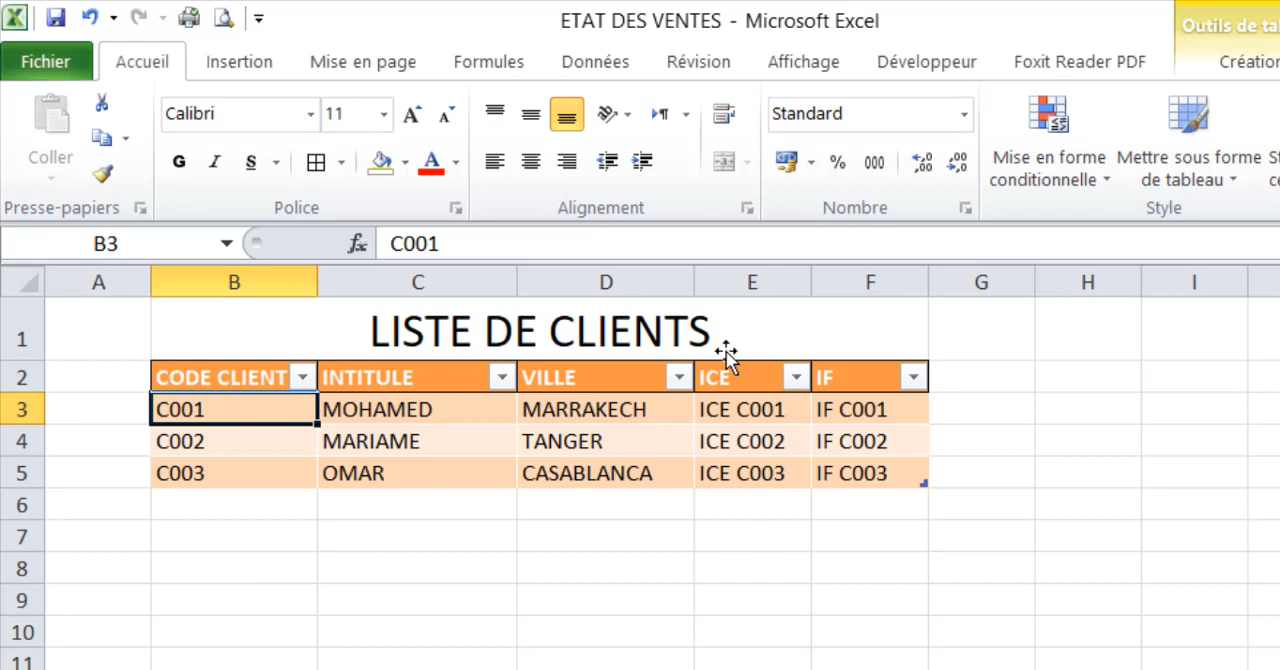 ETAT DES VENTES - Microsoft Excel
Outils de ta
Fichier Accueil Insertion Mise en page Formules Données Révision Affichage Développeur Foxit Reader PDF Création
Calibri 11 Standard
Coller
G I S % 000
Mise en forme conditionnelle
Mettre sous forme de tableau
Presse-papiers Police Alignement Nombre Style
B3 fx C001
A B C D E F G H I
1 LISTE DE CLIENTS
2 CODE CLIENT INTITULE VILLE ICE IF
3 C001 MOHAMED MARRAKECH ICE C001 IF C001
4 C002 MARIAME TANGER ICE C002 IF C002
5 C003 OMAR CASABLANCA ICE C003 IF C003
6
7
8
9
10
11